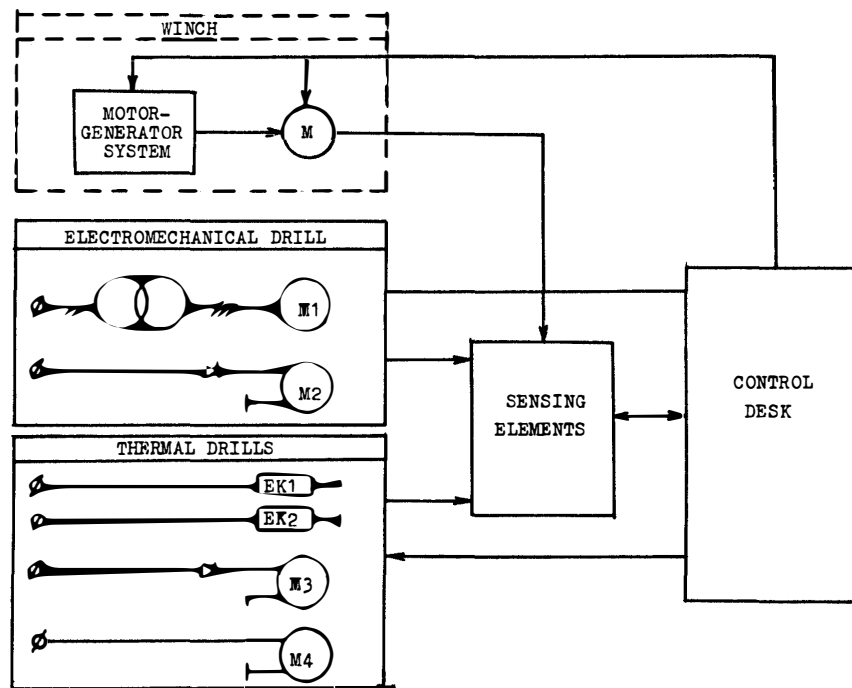 WINCH
MOTOR-
GENERATOR
SYSTEM
M
ELECTROMECHANICAL DRILL
M1
M2
SENSING
ELEMENTS
CONTROL
DESK
THERMAL DRILLS
EK1
EK2
M3
M4